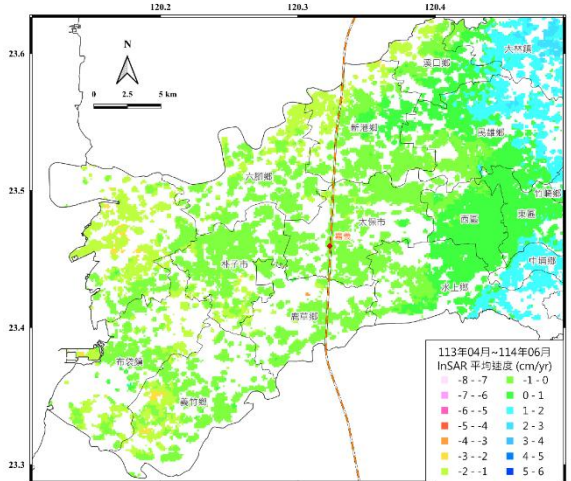 120.2 120.3 120.4
23.6
23.5
23.4
23.3
N
0 2.5 5 km
大林鎮
溪口鄉
新港鄉
民雄鄉
六腳鄉
竹崎鄉
太保市
西區
東區
嘉義
朴子市
中埔鄉
水上鄉
鹿草鄉
布袋鎮
義竹鄉
113年04月~114年06月
InSAR 平均速度 (cm/yr)
-8 - -7 -1 - 0
-7 - -6 0 - 1
-6 - -5 1 - 2
-5 - -4 2 - 3
-4 - -3 3 - 4
-3 - -2 4 - 5
-2 - -1 5 - 6